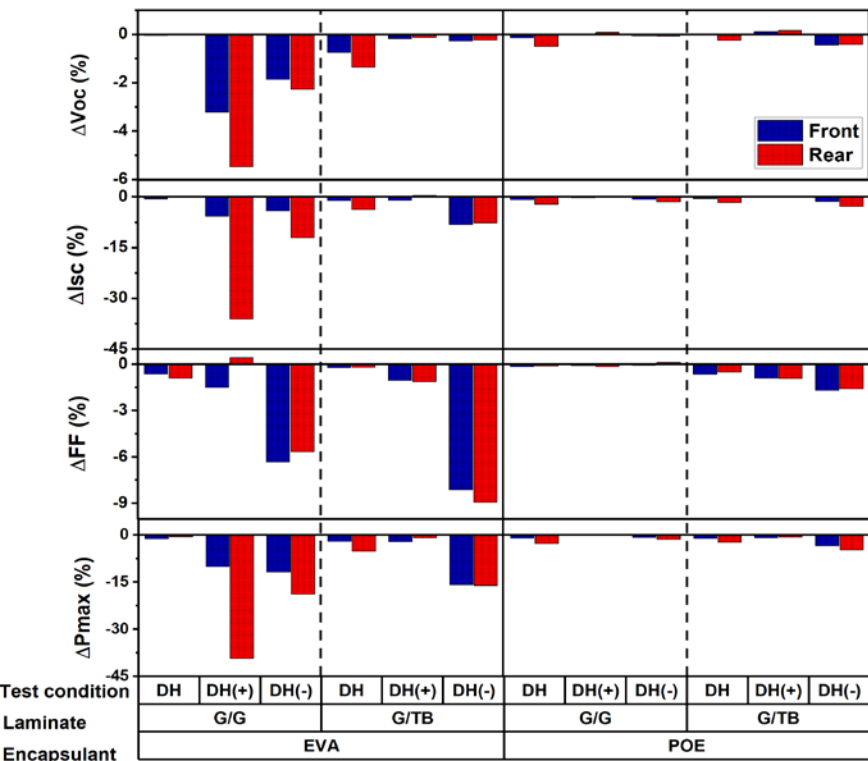 ΔVoc (%)
0
-2
-4
-6
Front
Rear
ΔIsc (%)
0
-15
-30
-45
ΔFF (%)
0
-3
-6
-9
ΔPmax (%)
0
-15
-30
-45
Test condition DH DH(+) DH(-) DH DH(+) DH(-) DH DH(+) DH(-) DH DH(+) DH(-)
Laminate G/G G/TB G/G G/TB
Encapsulant EVA POE